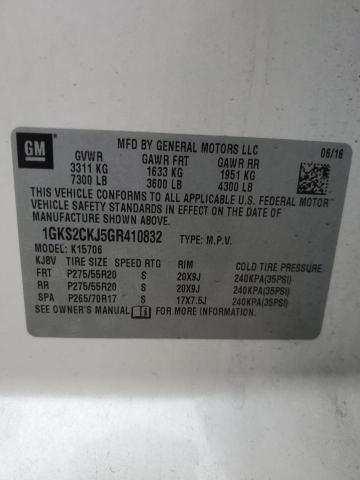 GM
MFD BY GENERAL MOTORS LLC
06/16
GVWR GAWR FRT GAWR RR
3311 KG 1633 KG 1951 KG
7300 LB 3600 LB 4300 LB
THIS VEHICLE CONFORMS TO ALL APPLICABLE U.S. FEDERAL MOTOR
VEHICLE SAFETY STANDARDS IN EFFECT ON THE DATE OF
MANUFACTURE SHOWN ABOVE.
1GKS2CKJ5GR410832 TYPE: M.P.V.
MODEL: K15706
KJ8V TIRE SIZE SPEED RTG RIM COLD TIRE PRESSURE
FRT P275/55R20 S 20X9J 240KPA(35PSI)
RR P275/55R20 S 20X9J 240KPA(35PSI)
SPA P265/70R17 S 17X7.5J 240KPA(35PSI)
SEE OWNER'S MANUAL FOR MORE INFORMATION.